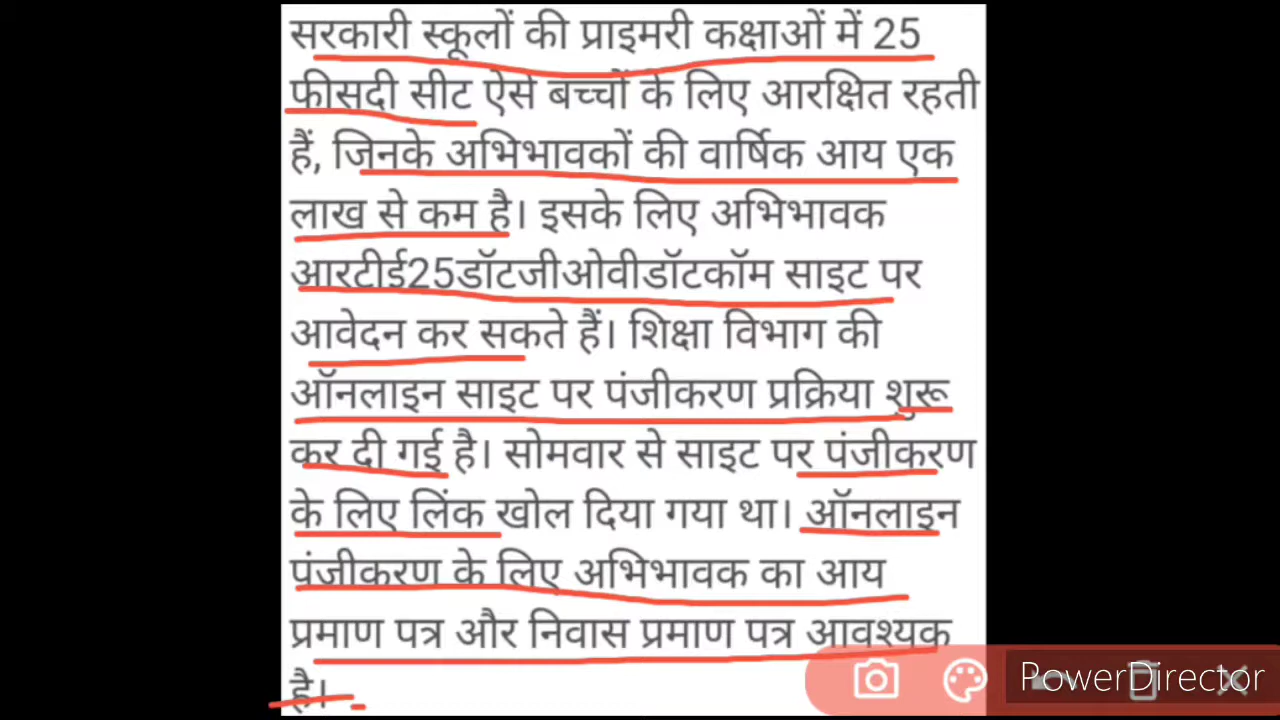 सरकारी स्कूलों की प्राइमरी कक्षाओं में 25
फीसदी सीट ऐसे बच्चों के लिए आरक्षित रहती
हैं, जिनके अभिभावकों की वार्षिक आय एक
लाख से कम है। इसके लिए अभिभावक
आरटीई25डॉटजीओवीडॉटकॉम साइट पर
आवेदन कर सकते हैं। शिक्षा विभाग की
ऑनलाइन साइट पर पंजीकरण प्रक्रिया शुरू
कर दी गई है। सोमवार से साइट पर पंजीकरण
के लिए लिंक खोल दिया गया था। ऑनलाइन
पंजीकरण के लिए अभिभावक का आय
प्रमाण पत्र और निवास प्रमाण पत्र आवश्यक
है।
PowerDirector